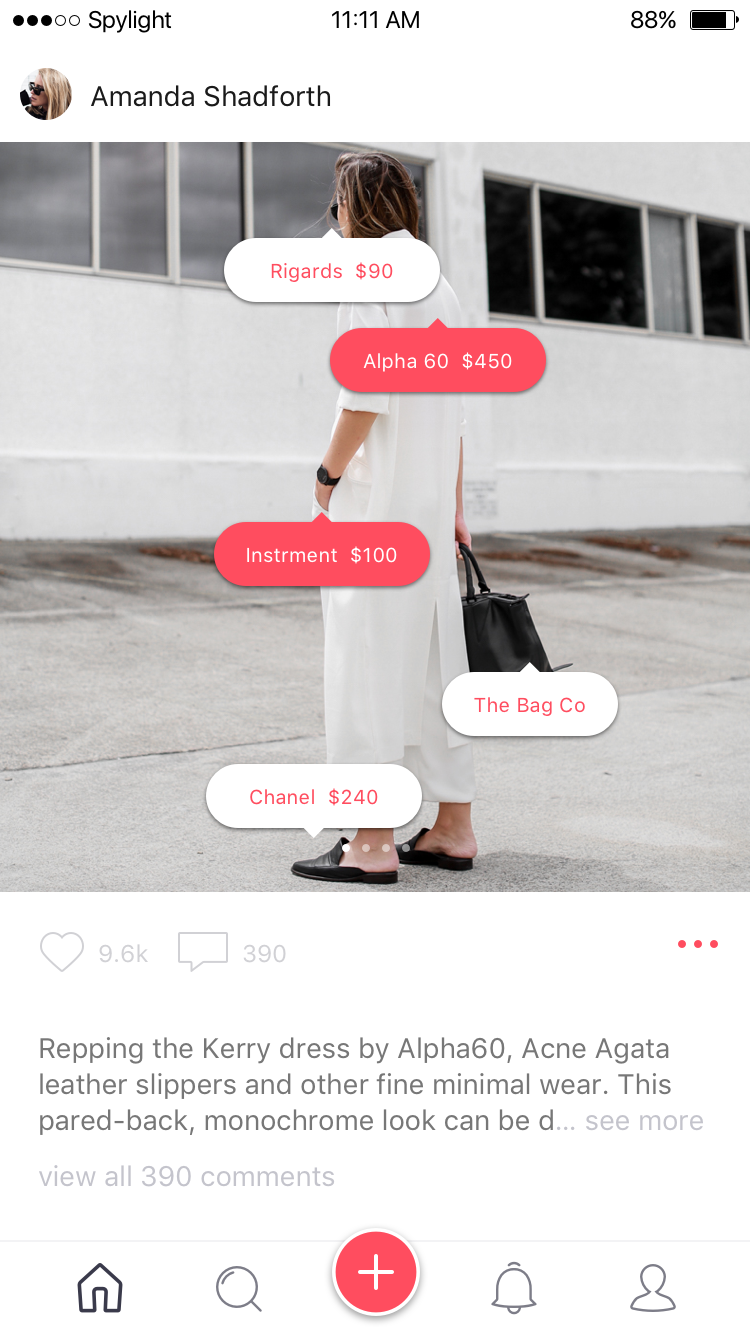 Spylight
11:11 AM
88%
Amanda Shadforth
Rigards $90
Alpha 60 $450
Instrment $100
The Bag Co
Chanel $240
9.6k
390
Repping the Kerry dress by Alpha60, Acne Agata
leather slippers and other fine minimal wear. This
pared-back, monochrome look can be d... see more
view all 390 comments